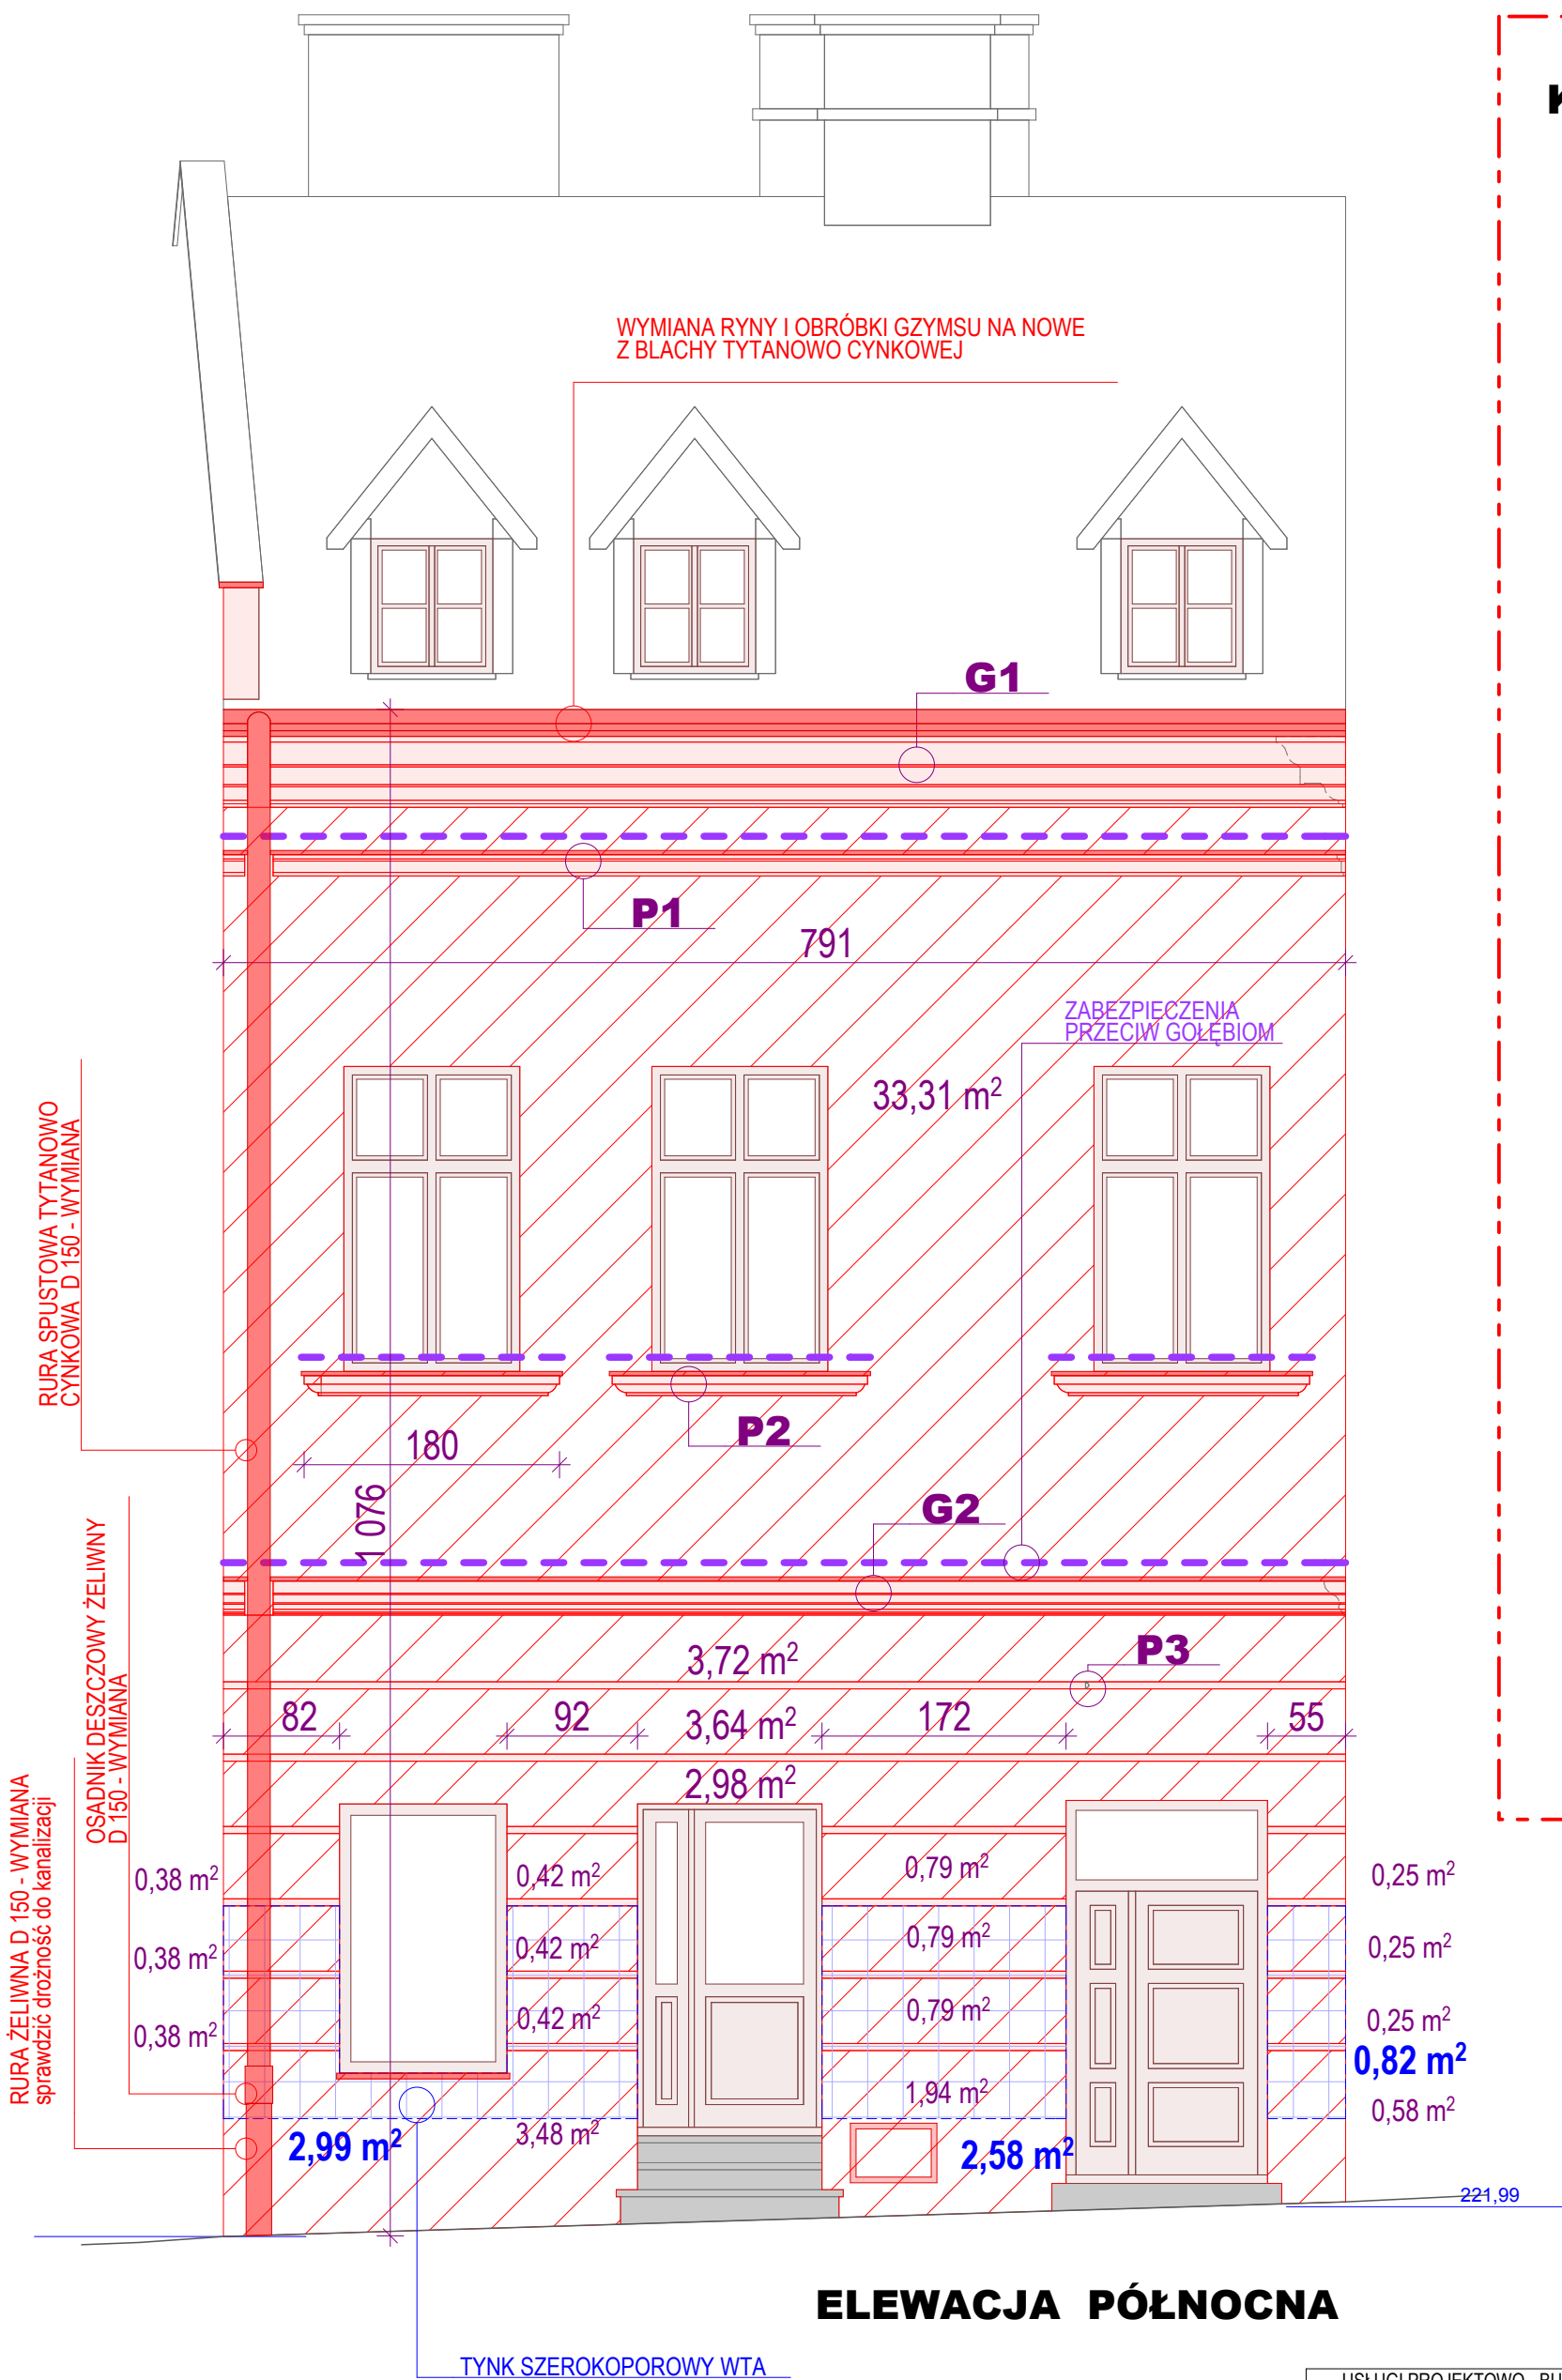 K
WYMIANA RYNY I OBRÓBKI GZYMSU NA NOWE
Z BLACHY TYTANOWO CYNKOWEJ
G1
P1
791
ZABEZPIECZENIA
PRZECIW GOŁĘBIOM
33,31 m²
RURA SPUSTOWA TYTANOWO
CYNKOWA D 150 - WYMIANA
P2
180
1 076
G2
OSADNIK DESZCZOWY ŻELIWNY
D 150 - WYMIANA
3,72 m²
P3
82
92
3,64 m²
172
55
2,98 m²
RURA ŻELIWNA D 150 - WYMIANA
sprawdzić drożność do kanalizacji
0,38 m²
0,42 m²
0,79 m²
0,25 m²
0,38 m²
0,42 m²
0,79 m²
0,25 m²
0,38 m²
0,42 m²
0,79 m²
0,25 m²
0,82 m²
1,94 m²
0,58 m²
2,99 m²
3,48 m²
2,58 m²
221,99
ELEWACJA PÓŁNOCNA
TYNK SZEROKOPOROWY WTA
USŁUGI PROJEKTOWO - BU